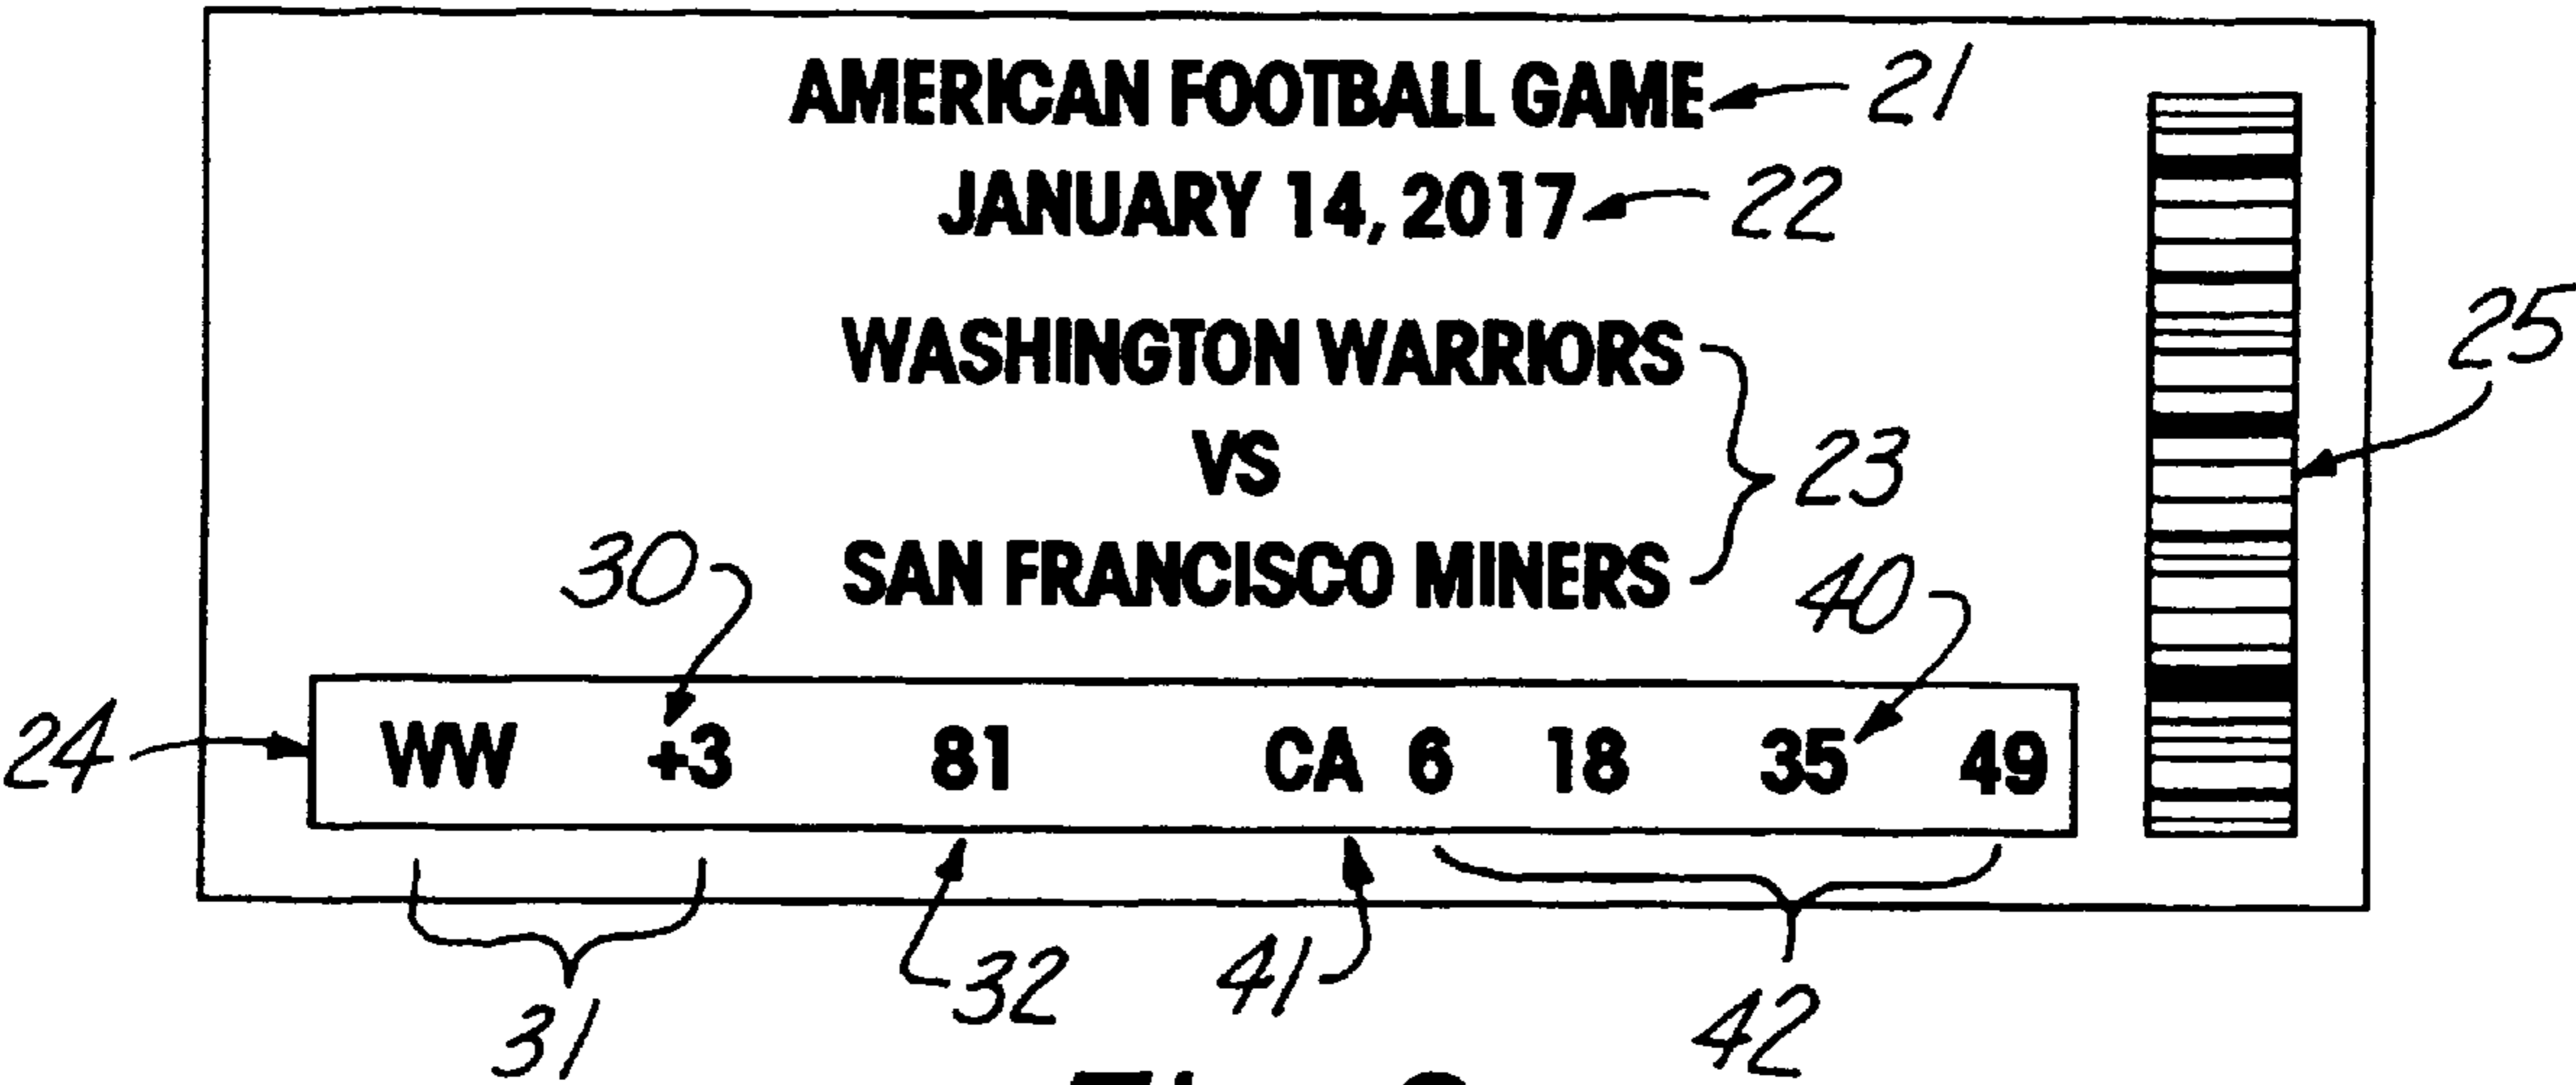 AMERICAN FOOTBALL GAME 21
JANUARY 14, 2017 22
25
WASHINGTON WARRIORS
VS 23
SAN FRANCISCO MINERS
30 40
24 WW +3 81 CA 6 18 35 49
31 32 41 42